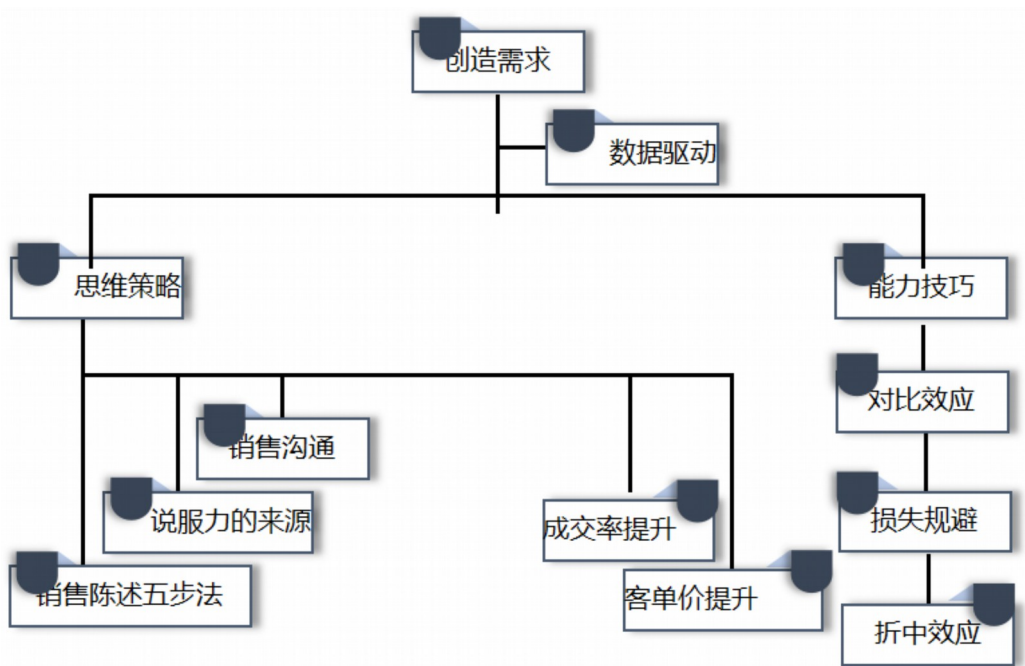 创造需求
数据驱动
思维策略
能力技巧
对比效应
销售沟通
说服力的来源
成交率提升
损失规避
销售陈述五步法
客单价提升
折中效应